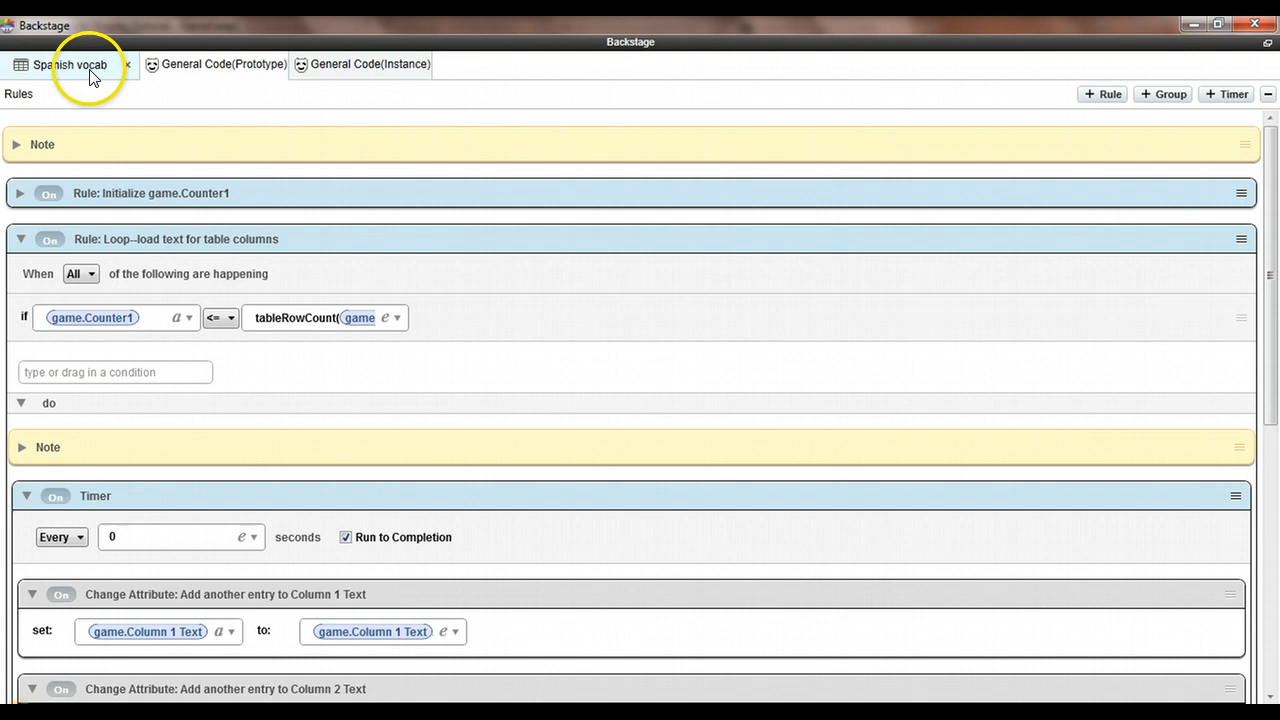 Backstage
Backstage
Spanish vocab × General Code(Prototype) General Code(Instance)
Rules + Rule + Group + Timer −
Note
On Rule: Initialize game.Counter1
On Rule: Loop--load text for table columns
When All of the following are happening
if game.Counter1 a <= tableRowCount( game e
type or drag in a condition
do
Note
On Timer
Every 0 e seconds Run to Completion
On Change Attribute: Add another entry to Column 1 Text
set: game.Column 1 Text a to: game.Column 1 Text e
On Change Attribute: Add another entry to Column 2 Text